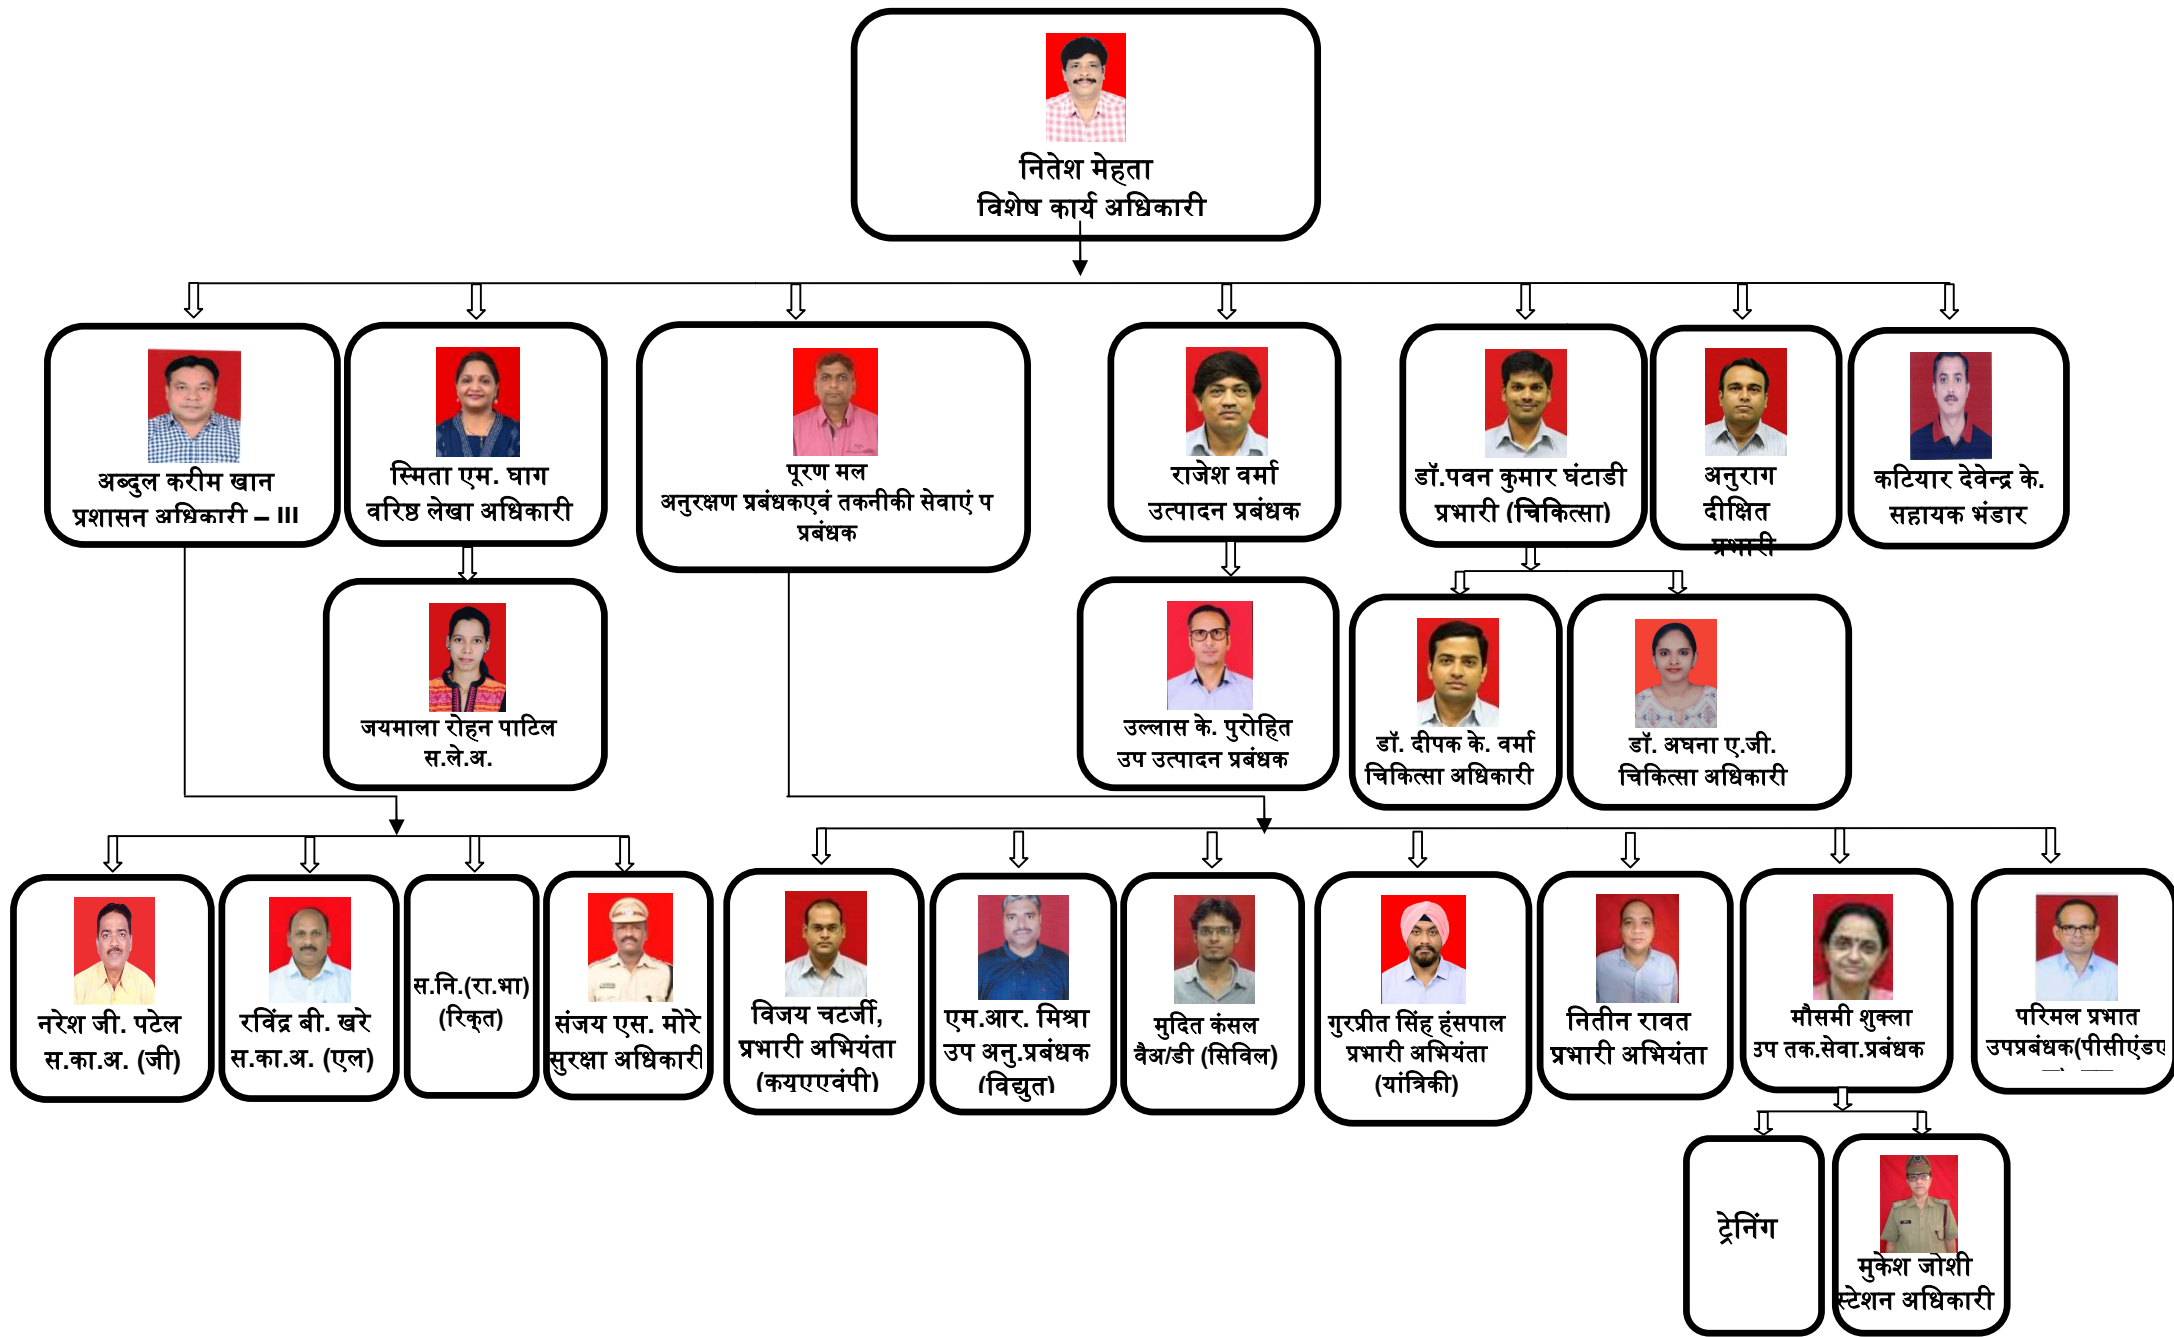 नितेश मेहता
विशेष कार्य अधिकारी
अब्दुल करीम खान
प्रशासन अधिकारी – III
स्मिता एम. घाग
वरिष्ठ लेखा अधिकारी
पूरण मल
अनुरक्षण प्रबंधकएवं तकनीकी सेवाएं प
प्रबंधक
राजेश वर्मा
उत्पादन प्रबंधक
डॉ.पवन कुमार घंटाडी
प्रभारी (चिकित्सा)
अनुराग
दीक्षित
प्रभारी
कटियार देवेन्द्र के.
सहायक भंडार
जयमाला रोहन पाटिल
स.ले.अ.
उल्लास के. पुरोहित
उप उत्पादन प्रबंधक
डॉ. दीपक के. वर्मा
चिकित्सा अधिकारी
डॉ. अघना ए.जी.
चिकित्सा अधिकारी
नरेश जी. पटेल
स.का.अ. (जी)
रविंद्र बी. खरे
स.का.अ. (एल)
स.नि.(रा.भा)
(रिक्त)
संजय एस. मोरे
सुरक्षा अधिकारी
विजय चटर्जी,
प्रभारी अभियंता
(कयूएएवंपी)
एम.आर. मिश्रा
उप अनु.प्रबंधक
(विद्युत)
मुदित कंसल
वैअ/डी (सिविल)
गुरप्रीत सिंह हंसपाल
प्रभारी अभियंता
(यांत्रिकी)
नितीन रावत
प्रभारी अभियंता
मौसमी शुक्ला
उप तक.सेवा.प्रबंधक
परिमल प्रभात
उपप्रबंधक(पीसीएंडए
ट्रेनिंग
मुकेश जोशी
स्टेशन अधिकारी